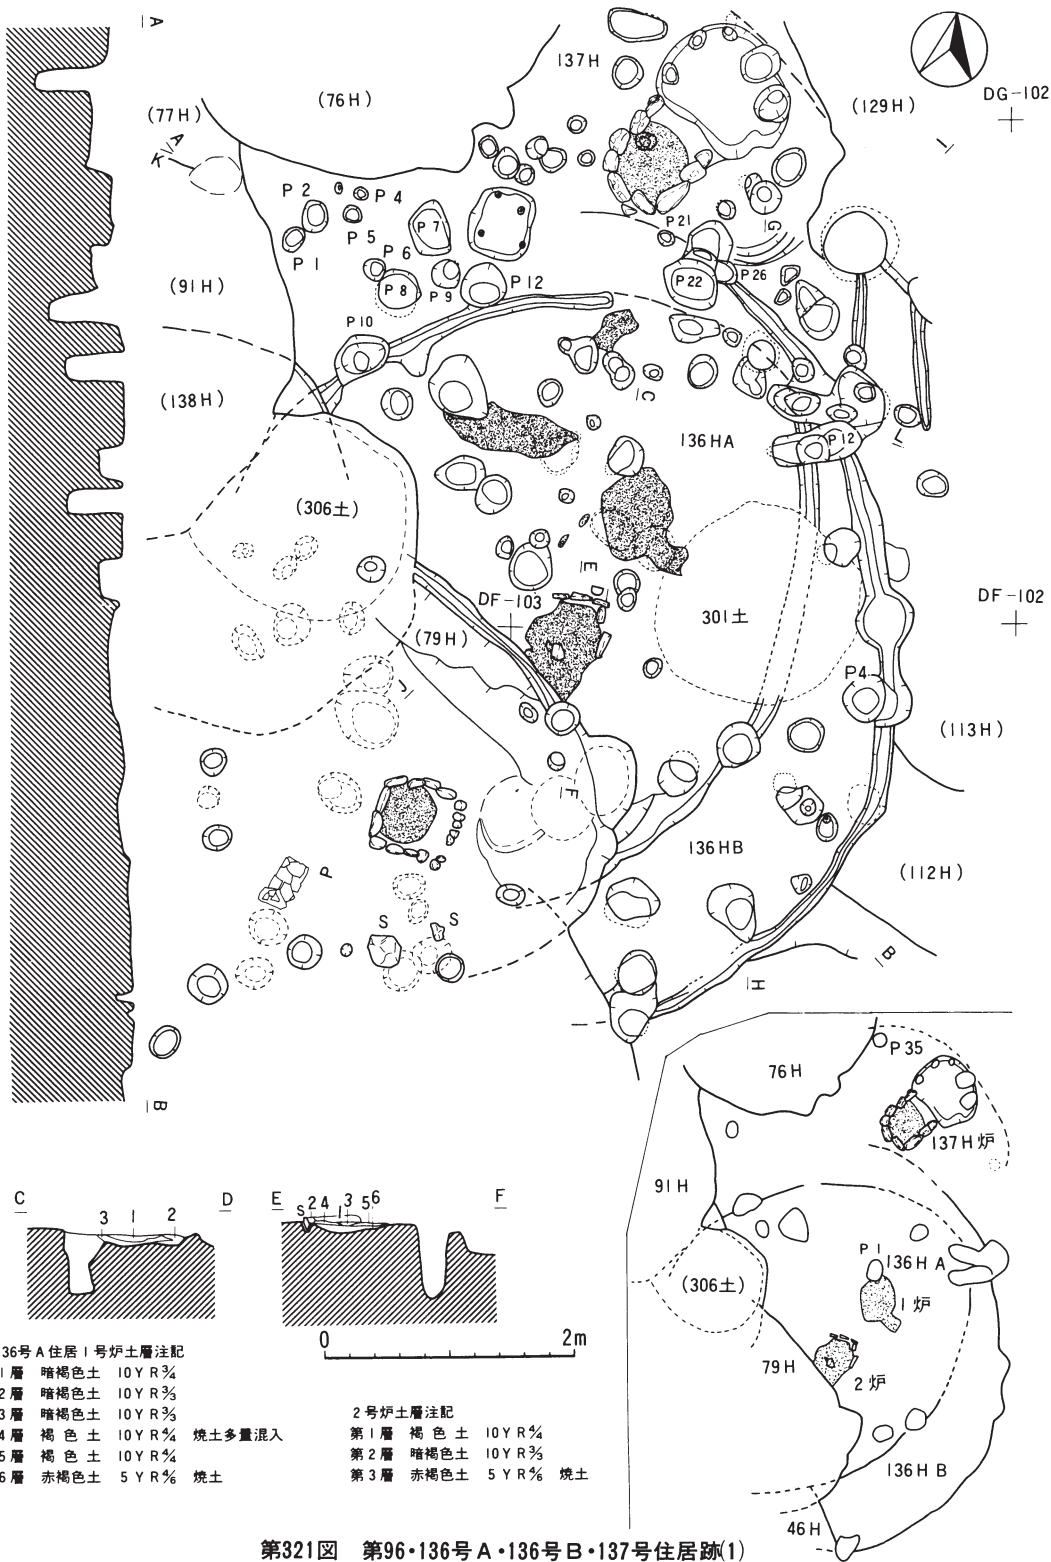 A
137H
(76H)
(129H)
DG-102
(77H)
A
K
I
P2
P4
P5
P1
P7
P6
P8
P9
P12
P21
G
P22
P26
(91H)
P10
(138H)
C
136HA
P12
L
(306土)
E
D
DF-103
301土
DF-102
(79H)
P4
J
(113H)
F
136HB
(112H)
P
S
S
B
H
I
B
P35
76H
137H炉
91H
P1
136HA
1炉
(306土)
79H
2炉
136HB
46H
C
3 1 2
D
E
S 2 4 1 3 5 6
F
0 2m
36号A住居1号炉土層注記
1層 暗褐色土 10YR3/4
2層 暗褐色土 10YR3/3
3層 暗褐色土 10YR3/3
4層 褐色土 10YR4/4 焼土多量混入
5層 褐色土 10YR4/4
6層 赤褐色土 5YR4/6 焼土
2号炉土層注記
第1層 褐色土 10YR4/4
第2層 暗褐色土 10YR3/3
第3層 赤褐色土 5YR4/6 焼土
第321図 第96・136号A・136号B・137号住居跡(1)